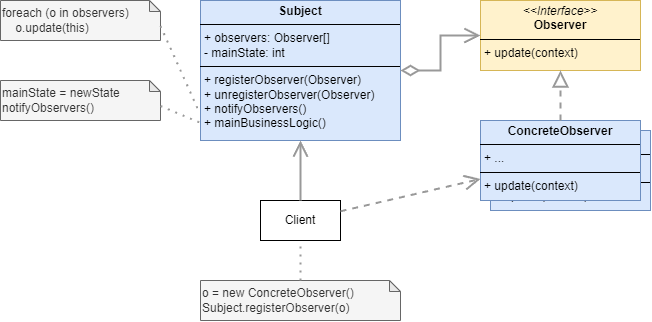 foreach (o in observers)
o.update(this)
mainState = newState
notifyObservers()
Subject
+ observers: Observer[]
- mainState: int
+ registerObserver(Observer)
+ unregisterObserver(Observer)
+ notifyObservers()
+ mainBusinessLogic()
<<Interface>>
Observer
+ update(context)
ConcreteObserver
+ ...
+ update(context)
Client
o = new ConcreteObserver()
Subject.registerObserver(o)